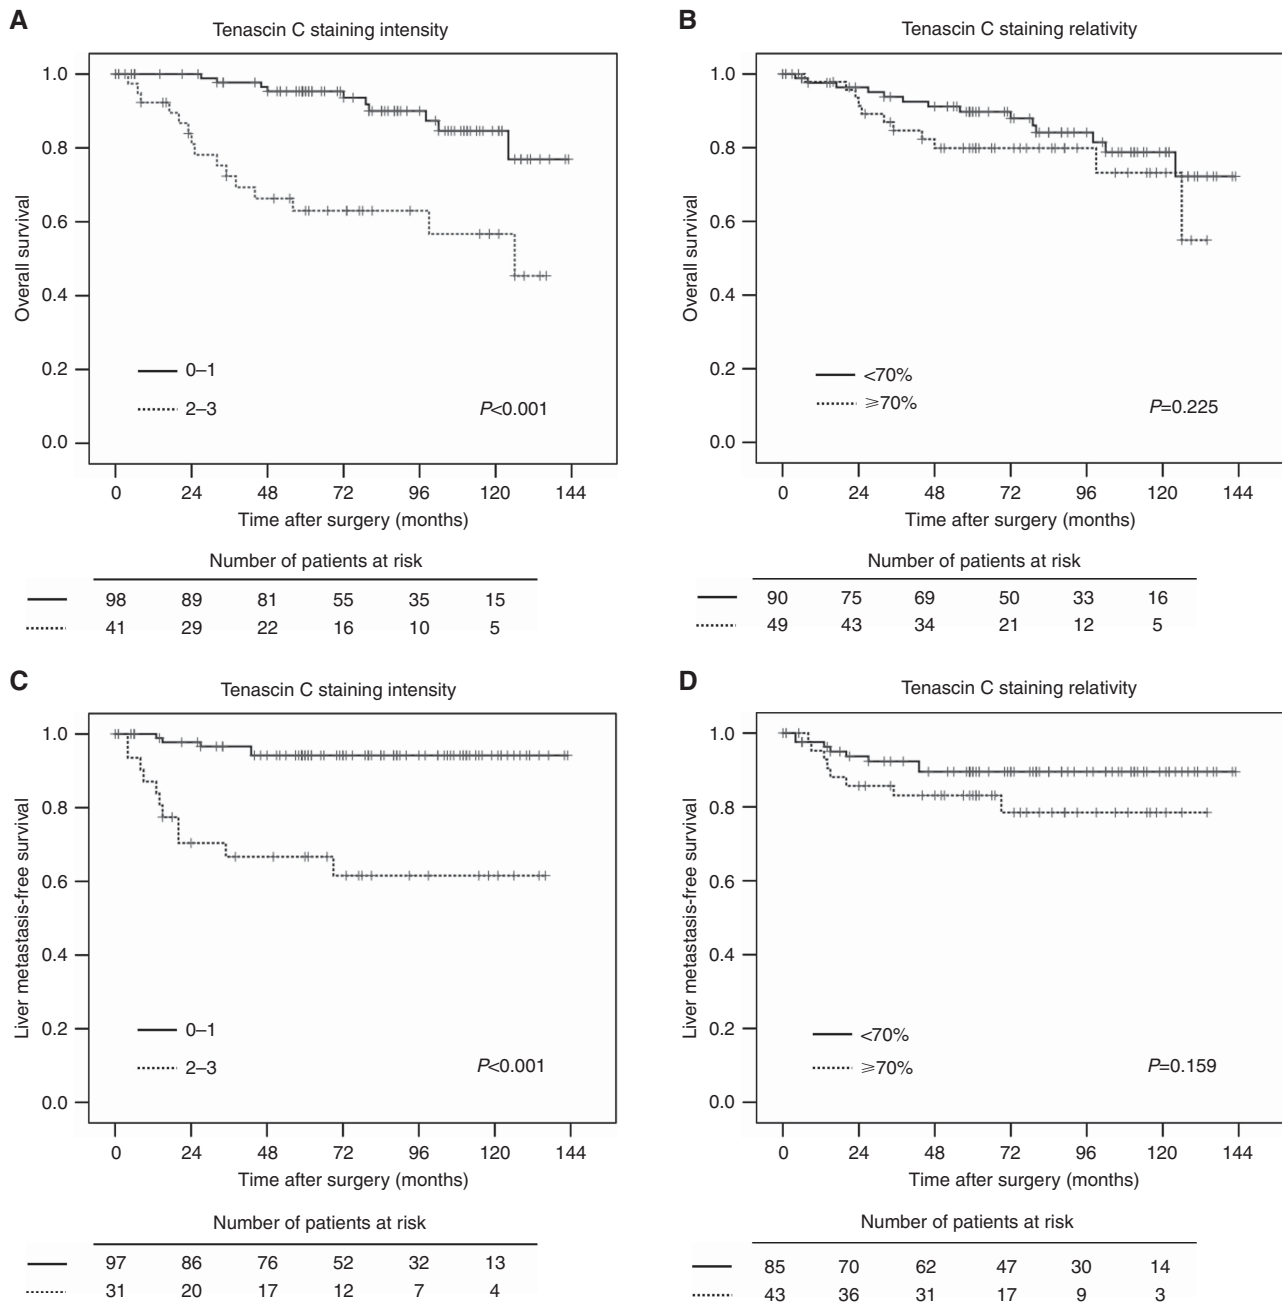 A
Tenascin C staining intensity
1.0
0.8
0.6
0.4
0.2
0.0
Overall survival
0–1
2–3
P<0.001
0 24 48 72 96 120 144
Time after surgery (months)
Number of patients at risk
98 89 81 55 35 15
41 29 22 16 10 5
B
Tenascin C staining relativity
1.0
0.8
0.6
0.4
0.2
0.0
Overall survival
<70%
⩾70%
P=0.225
0 24 48 72 96 120 144
Time after surgery (months)
Number of patients at risk
90 75 69 50 33 16
49 43 34 21 12 5
C
Tenascin C staining intensity
1.0
0.8
0.6
0.4
0.2
0.0
Liver metastasis-free survival
0–1
2–3
P<0.001
0 24 48 72 96 120 144
Time after surgery (months)
Number of patients at risk
97 86 76 52 32 13
31 20 17 12 7 4
D
Tenascin C staining relativity
1.0
0.8
0.6
0.4
0.2
0.0
Liver metastasis-free survival
<70%
⩾70%
P=0.159
0 24 48 72 96 120 144
Time after surgery (months)
Number of patients at risk
85 70 62 47 30 14
43 36 31 17 9 3